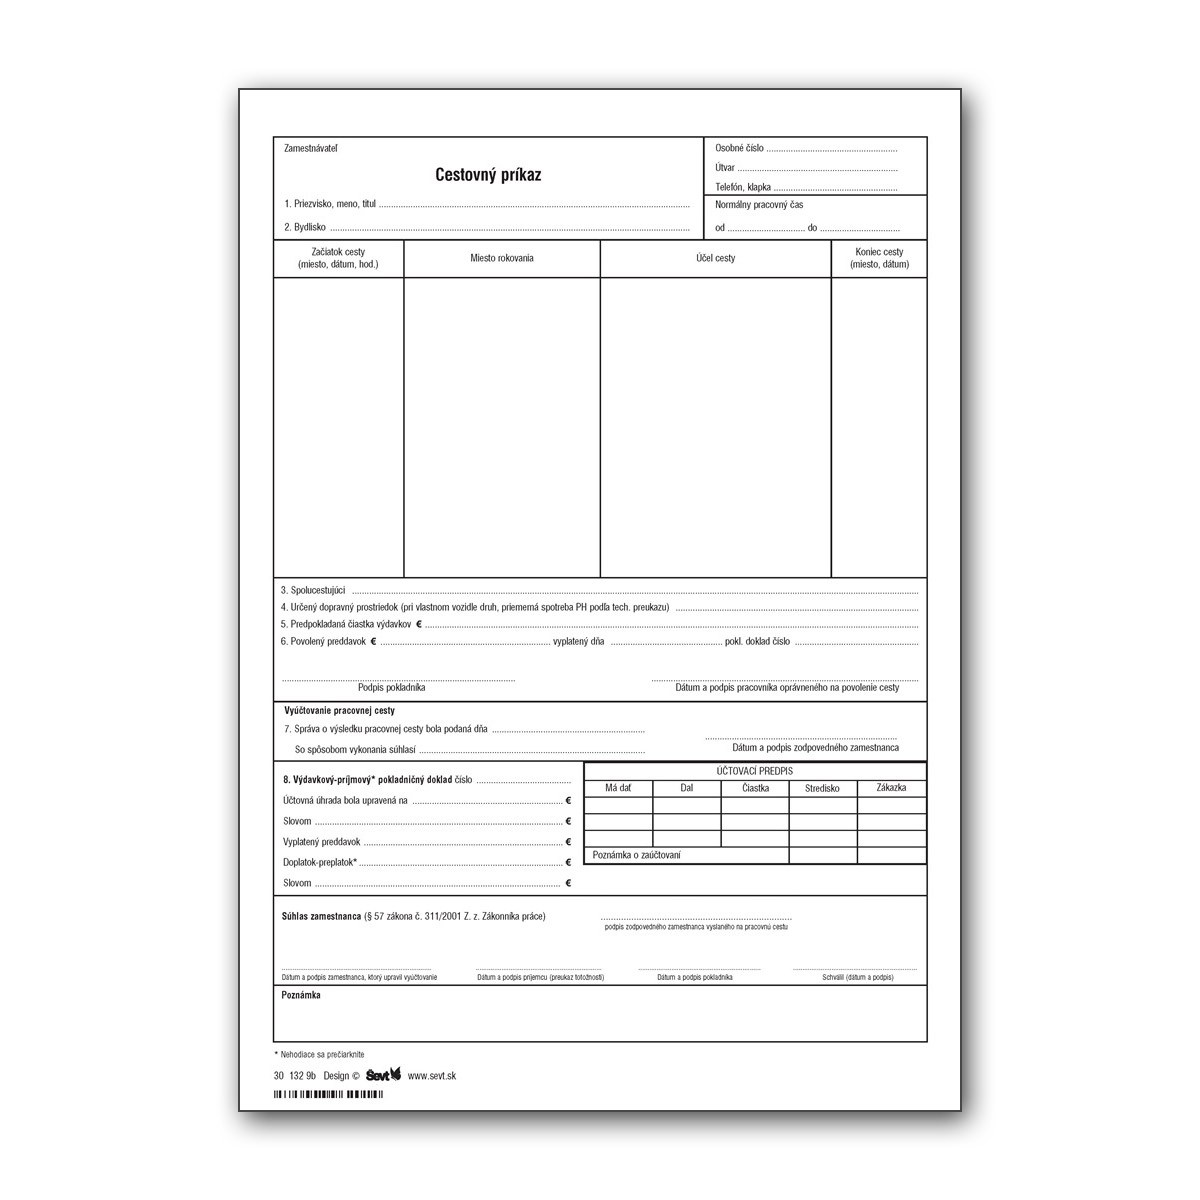 Zamestnávateľ
Cestovný príkaz
1. Priezvisko, meno, titul
2. Bydlisko
Osobné číslo
Útvar
Telefón, klapka
Normálny pracovný čas
od do
Začiatok cesty (miesto, dátum, hod.)
Miesto rokovania
Účel cesty
Koniec cesty (miesto, dátum)
3. Spolucestujúci
4. Určený dopravný prostriedok (pri vlastnom vozidle druh, priemerná spotreba PH podľa tech. preukazu)
5. Predpokladaná čiastka výdavkov €
6. Povolený preddavok € vyplatený dňa pokl. doklad číslo
Podpis pokladníka
Dátum a podpis pracovníka oprávneného na povolenie cesty
Vyúčtovanie pracovnej cesty
7. Správa o výsledku pracovnej cesty bola podaná dňa
So spôsobom vykonania súhlasí
Dátum a podpis zodpovedného zamestnanca
8. Výdavkový-príjmový* pokladničný doklad číslo
Účtovná úhrada bola upravená na €
Slovom €
Vyplatený preddavok €
Doplatok-preplatok* €
Slovom €
ÚČTOVACÍ PREDPIS
Má dať Dal Čiastka Stredisko Zákazka
Poznámka o zaúčtovaní
Súhlas zamestnanca (§ 57 zákona č. 311/2001 Z. z. Zákonníka práce)
podpis zodpovedného zamestnanca vyslaného na pracovnú cestu
Dátum a podpis zamestnanca, ktorý upravil vyúčtovanie
Dátum a podpis príjemcu (preukaz totožnosti)
Dátum a podpis pokladníka
Schválil (dátum a podpis)
Poznámka
* Nehodiace sa prečiarknite
30 132 9b Design © Sevt www.sevt.sk